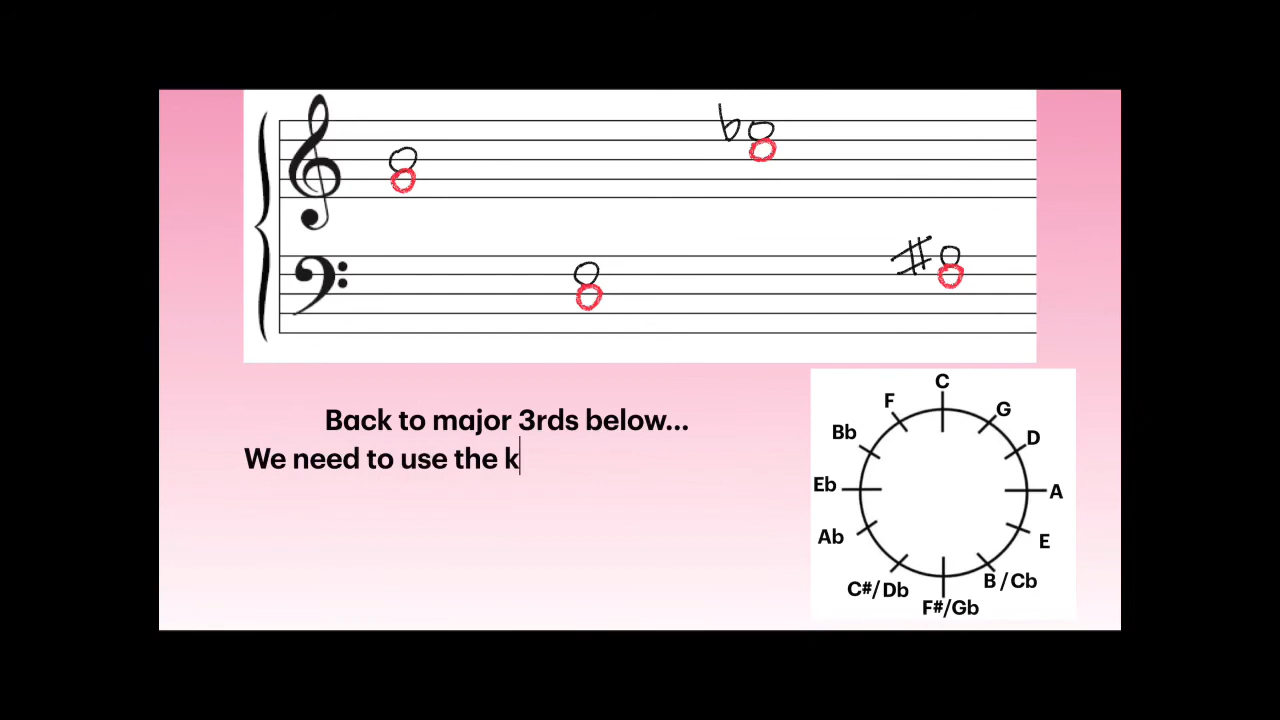 Back to major 3rds below...
We need to use the k
C
F
G
Bb
D
Eb
A
Ab
E
C#/Db
B/Cb
F#/Gb